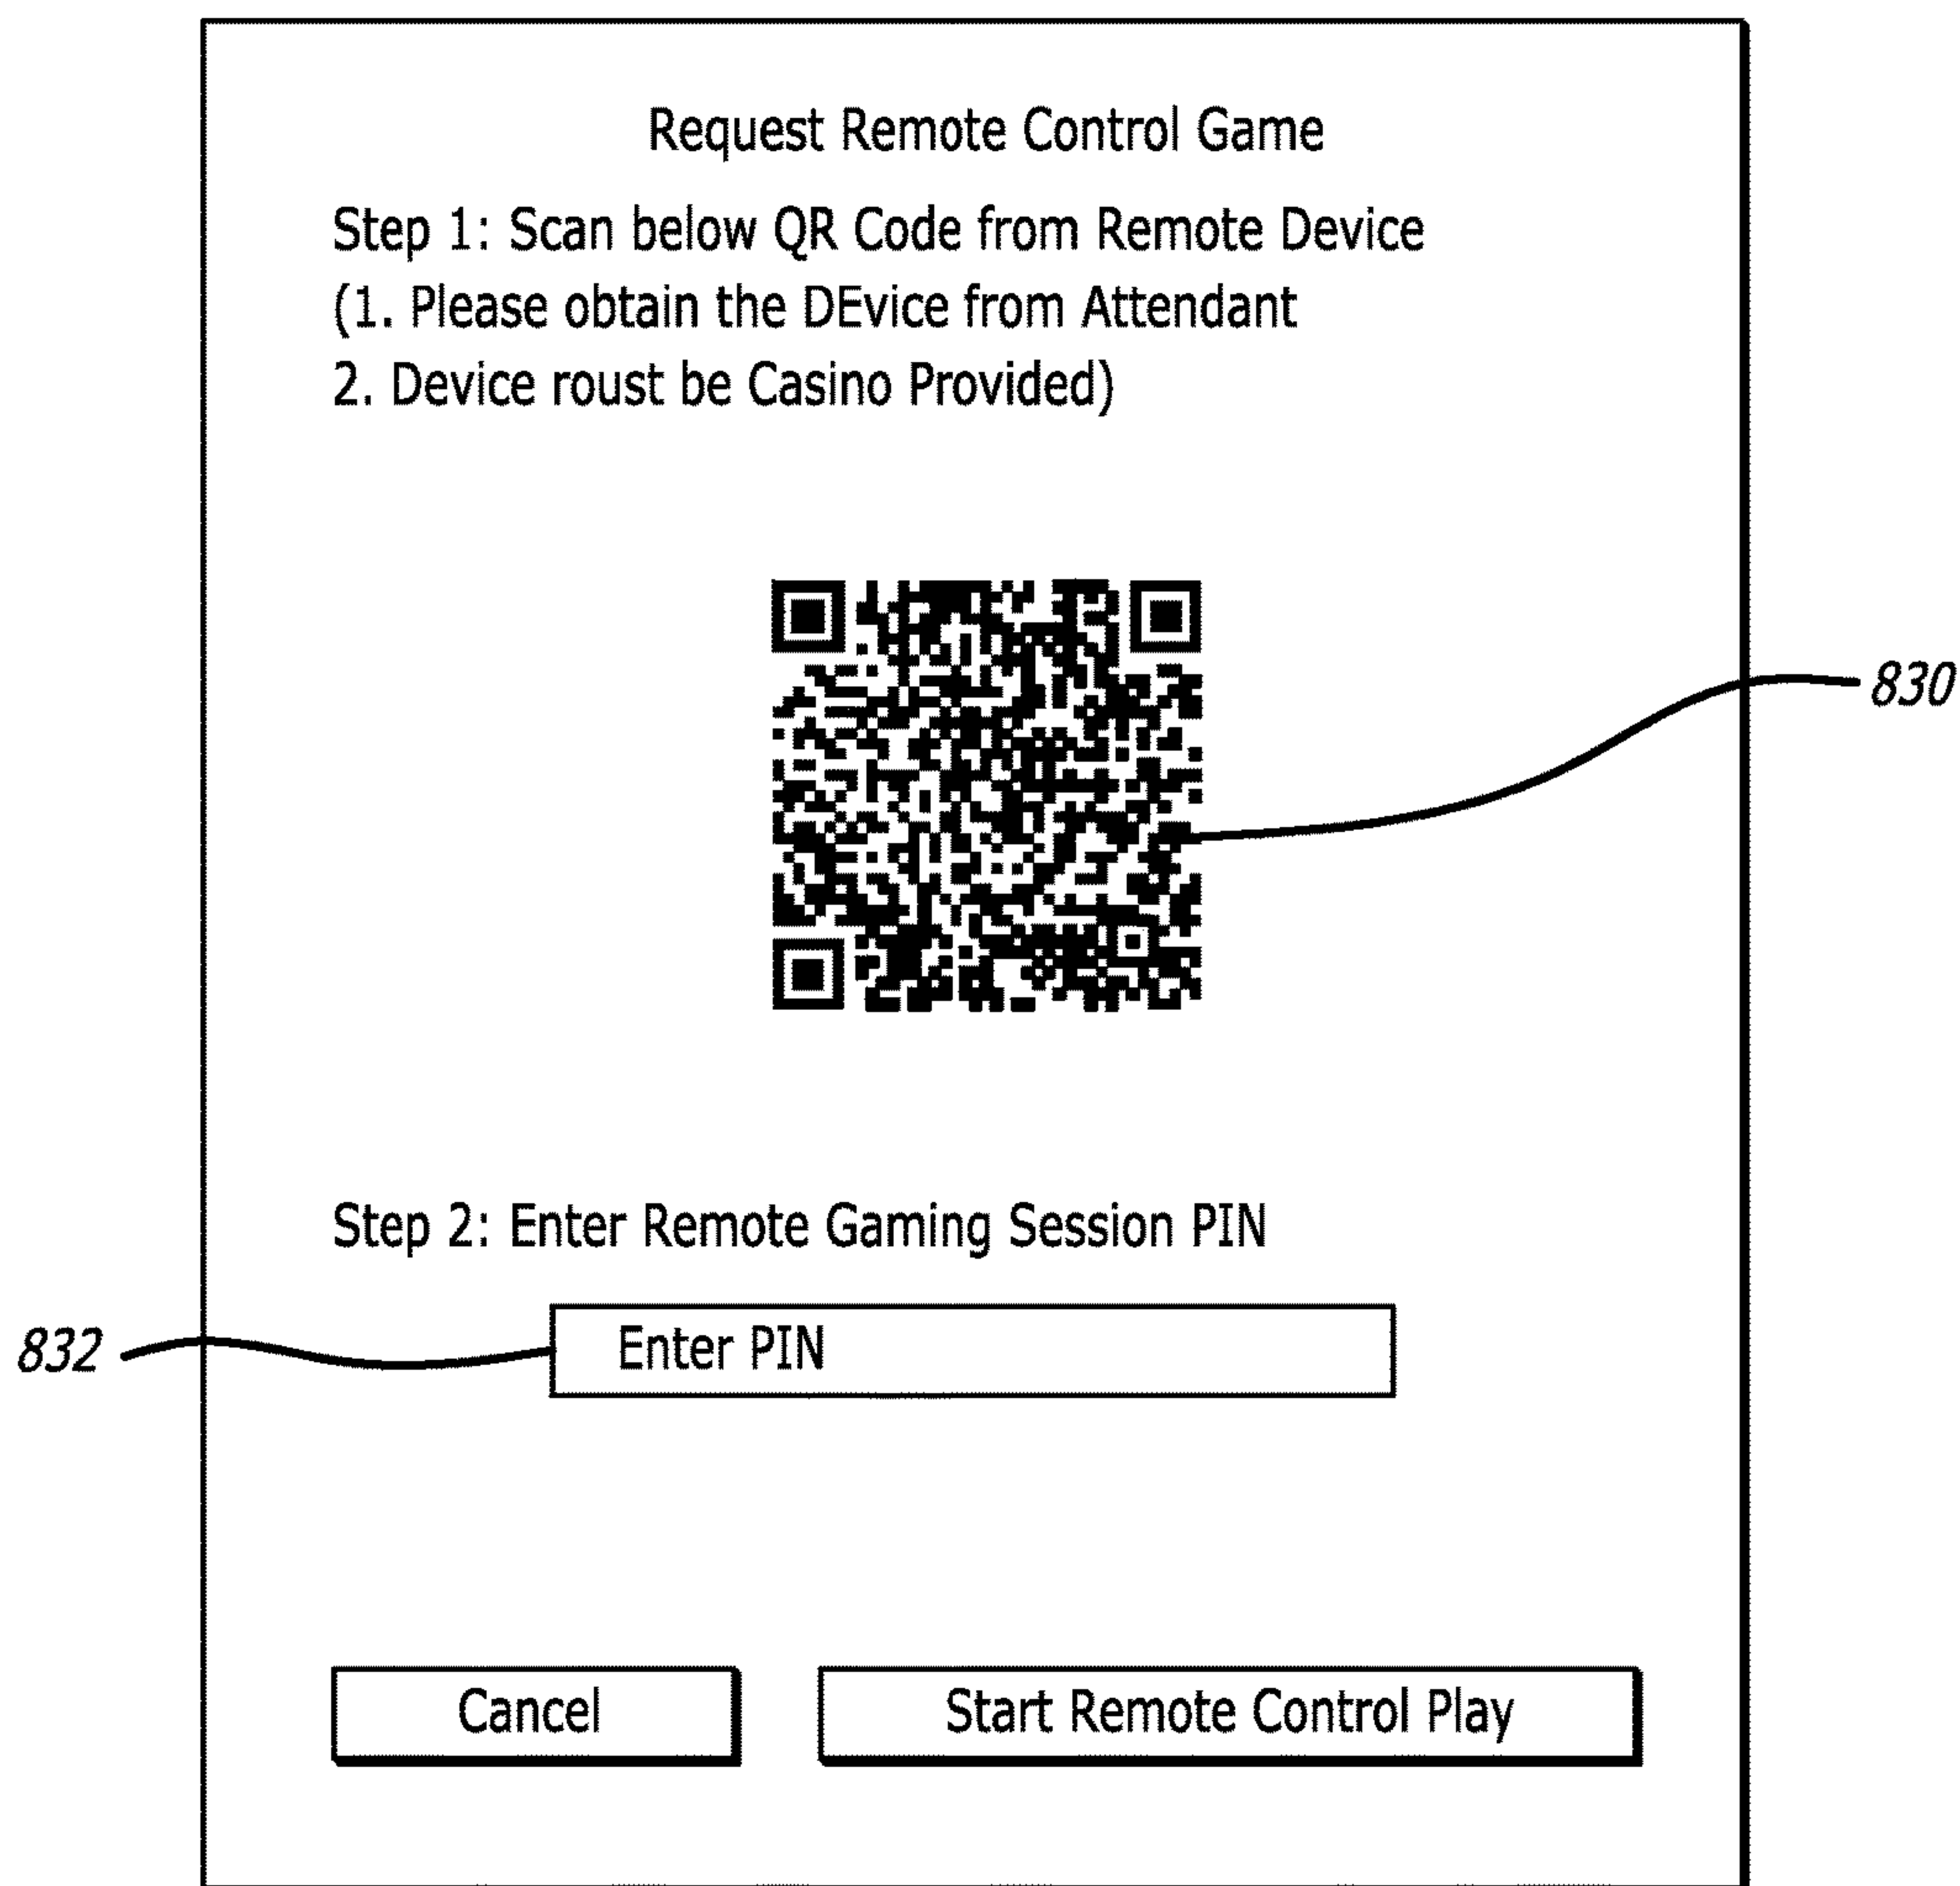 Request Remote Control Game
Step 1: Scan below QR Code from Remote Device
(1. Please obtain the DEvice from Attendant
2. Device roust be Casino Provided)
830
Step 2: Enter Remote Gaming Session PIN
832
Enter PIN
Cancel
Start Remote Control Play